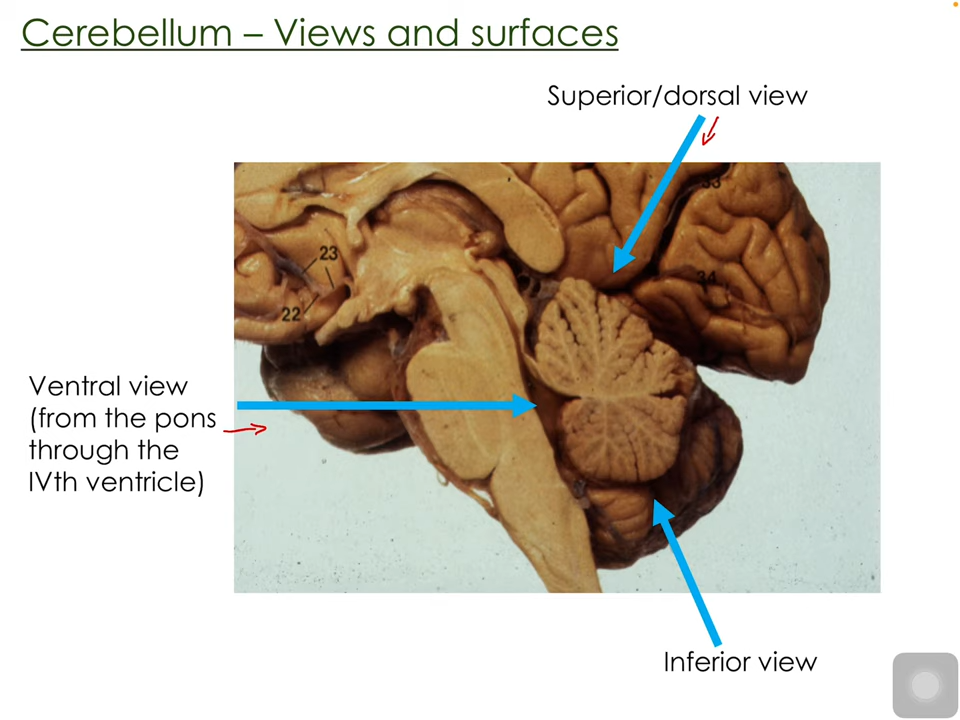 Cerebellum – Views and surfaces
Superior/dorsal view
33
34
23
22
Ventral view
(from the pons
through the
IVth ventricle)
Inferior view